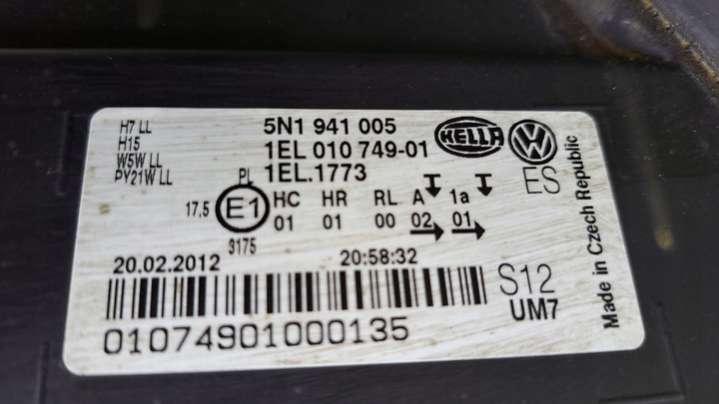 H7 LL
H15
W5W LL
PY21W LL
5N1 941 005
1EL 010 749-01
PL 1EL.1773
HELLA
VW
ES
17,5 E1
3175
HC HR RL A 1a
01 01 00 02 01
20.02.2012 20:58:32
S12
UM7
01074901000135
Made in Czech Republic